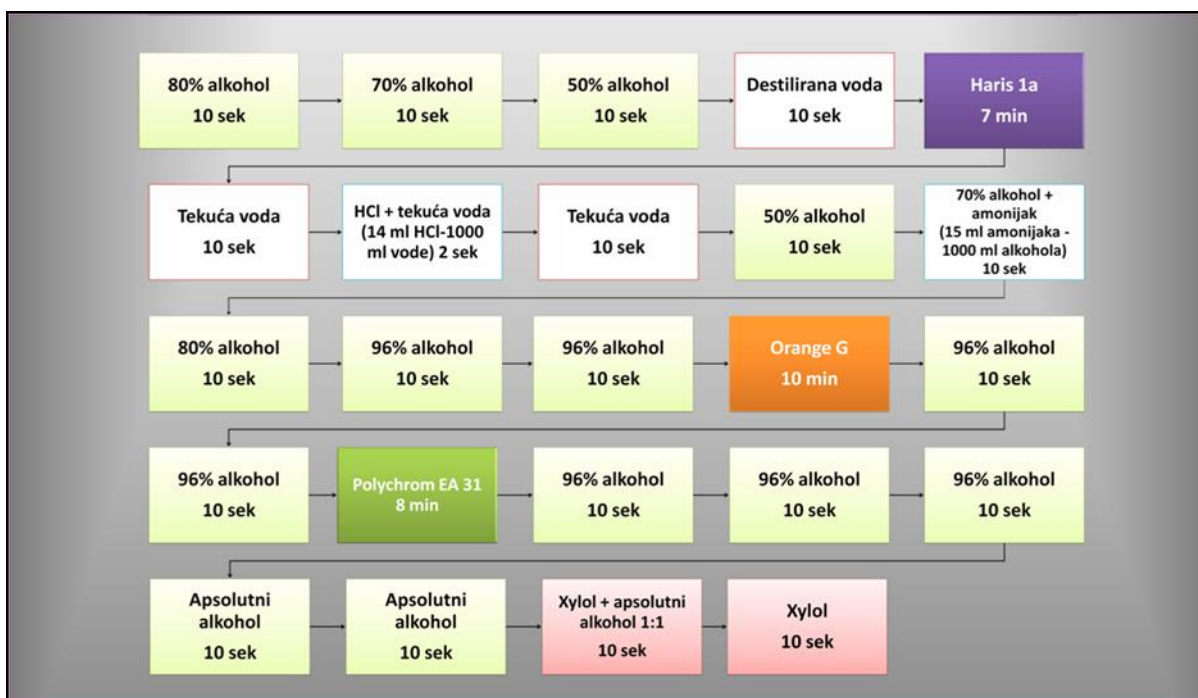 80% alkohol
10 sek
70% alkohol
10 sek
50% alkohol
10 sek
Destilirana voda
10 sek
Haris 1a
7 min
Tekuća voda
10 sek
HCl + tekuća voda
(14 ml HCl-1000
ml vode) 2 sek
Tekuća voda
10 sek
50% alkohol
10 sek
70% alkohol +
amonijak
(15 ml amonijaka -
1000 ml alkohola)
10 sek
80% alkohol
10 sek
96% alkohol
10 sek
96% alkohol
10 sek
Orange G
10 min
96% alkohol
10 sek
96% alkohol
10 sek
Polychrom EA 31
8 min
96% alkohol
10 sek
96% alkohol
10 sek
96% alkohol
10 sek
Apsolutni
alkohol
10 sek
Apsolutni
alkohol
10 sek
Xylol + apsolutni
alkohol 1:1
10 sek
Xylol
10 sek